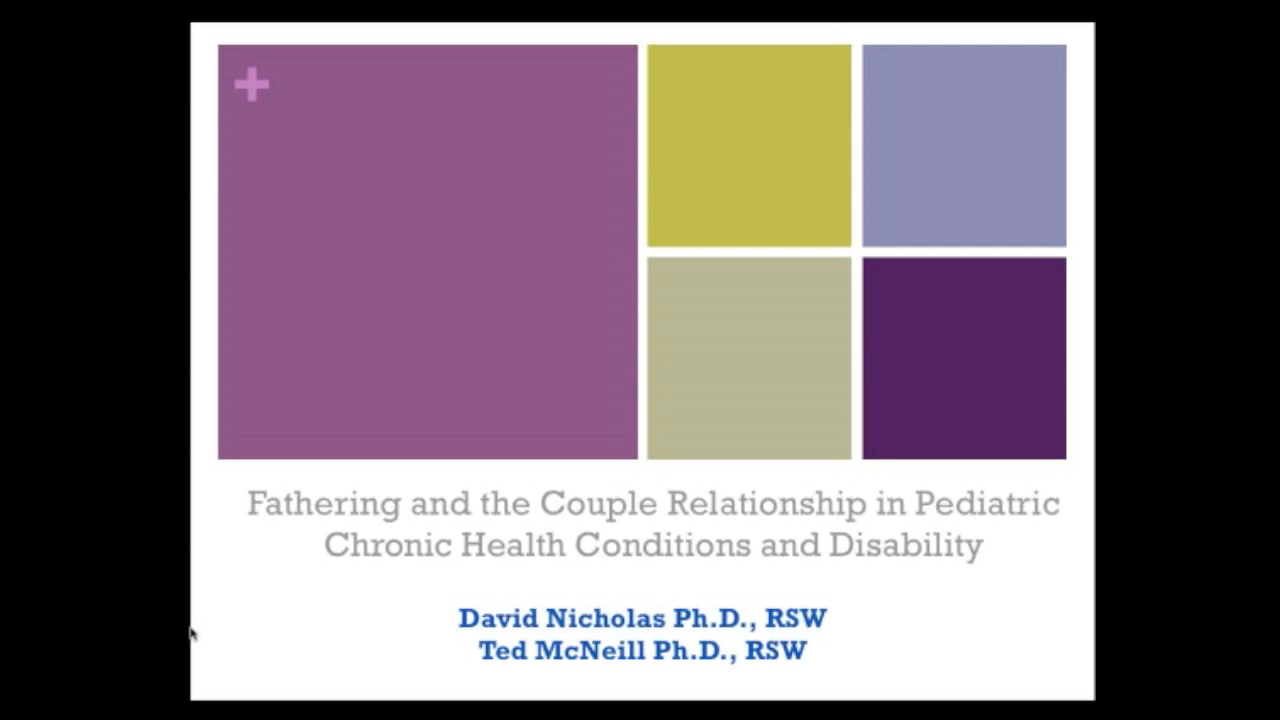 +
Fathering and the Couple Relationship in Pediatric
Chronic Health Conditions and Disability
David Nicholas Ph.D., RSW
Ted McNeill Ph.D., RSW